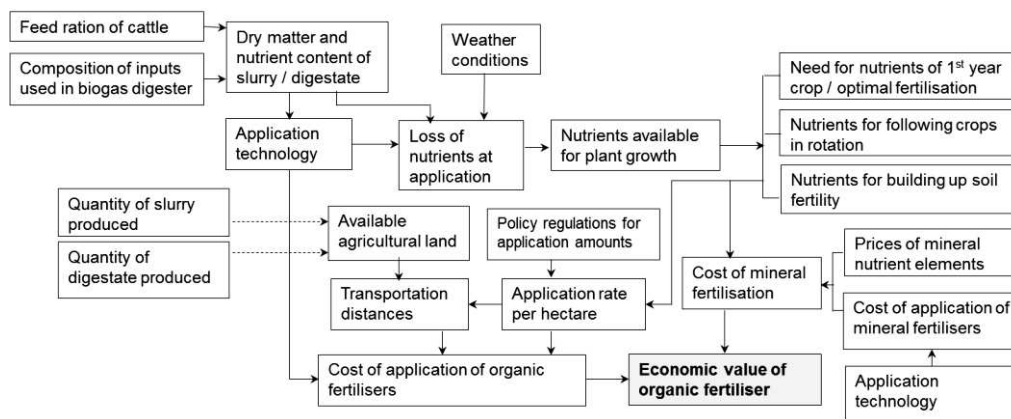 Feed ration of cattle
Composition of inputs
used in biogas digester
Dry matter and
nutrient content of
slurry / digestate
Weather
conditions
Need for nutrients of 1st year
crop / optimal fertilisation
Application
technology
Loss of
nutrients at
application
Nutrients available
for plant growth
Nutrients for following crops
in rotation
Nutrients for building up soil
fertility
Quantity of slurry
produced
Available
agricultural land
Policy regulations for
application amounts
Quantity of
digestate produced
Prices of mineral
nutrient elements
Transportation
distances
Application rate
per hectare
Cost of mineral
fertilisation
Cost of application of
mineral fertilisers
Cost of application of organic
fertilisers
Economic value of
organic fertiliser
Application
technology